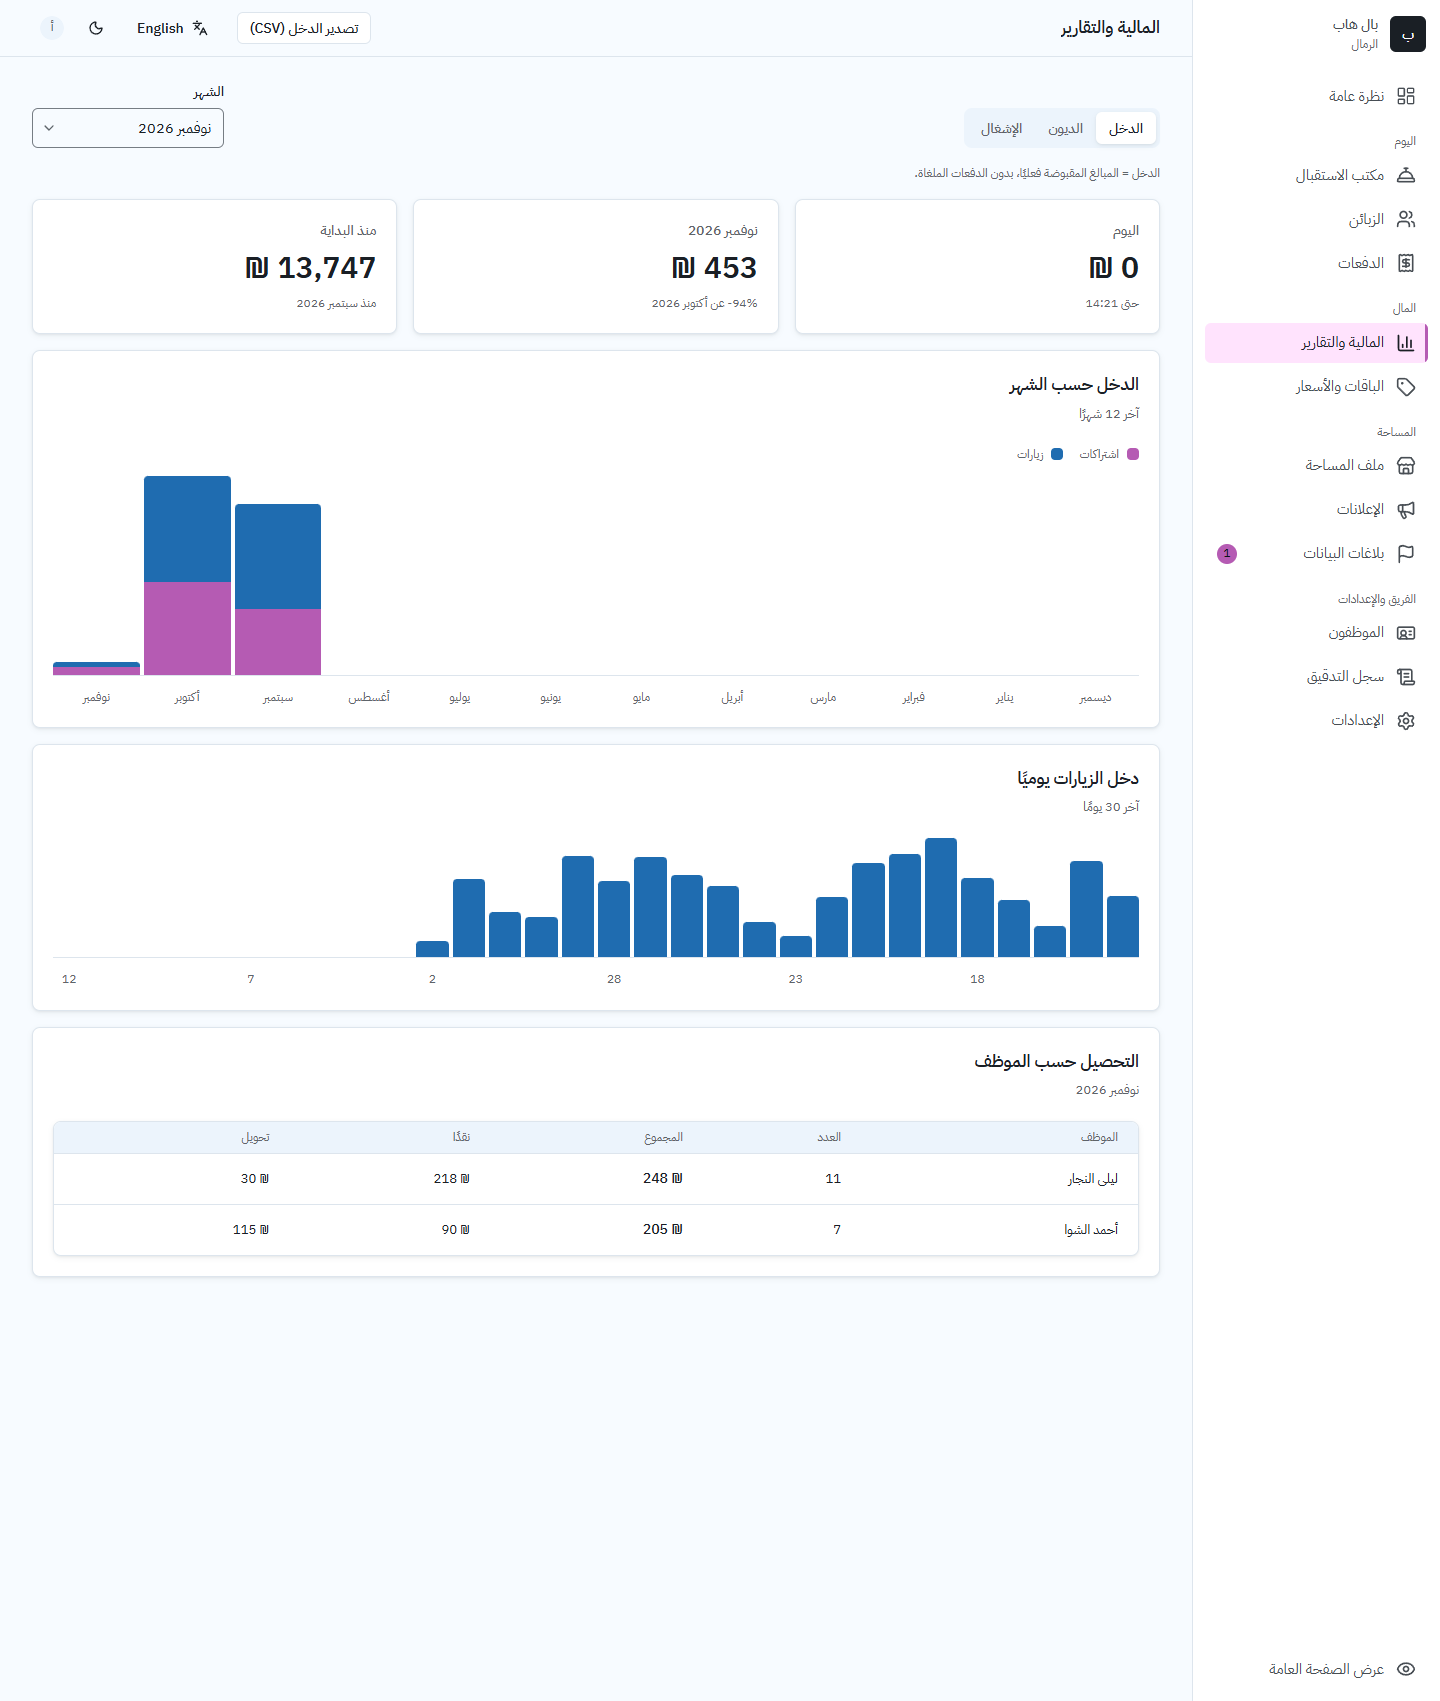 ب
بال هاب
الرمال
نظرة عامة
اليوم
مكتب الاستقبال
الزبائن
الدفعات
المال
المالية والتقارير
الباقات والأسعار
المساحة
ملف المساحة
الإعلانات
بلاغات البيانات
1
الفريق والإعدادات
الموظفون
سجل التدقيق
الإعدادات
عرض الصفحة العامة
المالية والتقارير
تصدير الدخل (CSV)
English
أ
الدخل
الديون
الإشغال
الشهر
نوفمبر 2026
الدخل = المبالغ المقبوضة فعليًا، بدون الدفعات الملغاة.
اليوم
0 ₪
حتى 14:21
نوفمبر 2026
453 ₪
94%- عن أكتوبر 2026
منذ البداية
13,747 ₪
منذ سبتمبر 2026
الدخل حسب الشهر
آخر 12 شهرًا
اشتراكات
زيارات
ديسمبر يناير فبراير مارس أبريل مايو يونيو يوليو أغسطس سبتمبر أكتوبر نوفمبر
دخل الزيارات يوميًا
آخر 30 يومًا
18 23 28 2 7 12
التحصيل حسب الموظف
نوفمبر 2026
الموظف العدد المجموع نقدًا تحويل
ليلى النجار 11 248 ₪ 218 ₪ 30 ₪
أحمد الشوا 7 205 ₪ 90 ₪ 115 ₪